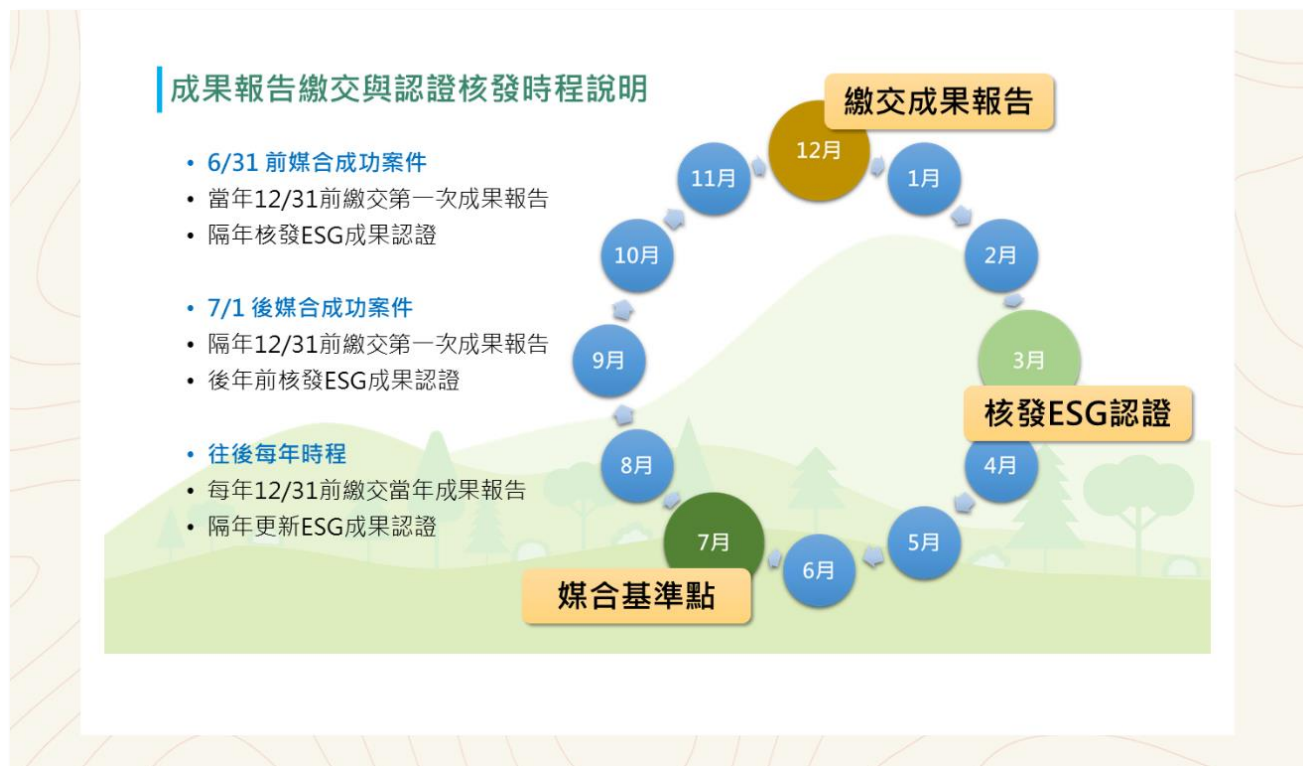 成果報告繳交與認證核發時程說明
• 6/31 前媒合成功案件
• 當年12/31前繳交第一次成果報告
• 隔年核發ESG成果認證
• 7/1 後媒合成功案件
• 隔年12/31前繳交第一次成果報告
• 後年前核發ESG成果認證
• 往後每年時程
• 每年12/31前繳交當年成果報告
• 隔年更新ESG成果認證
繳交成果報告
12月
1月
2月
3月
核發ESG認證
4月
5月
6月
7月
媒合基準點
8月
9月
10月
11月